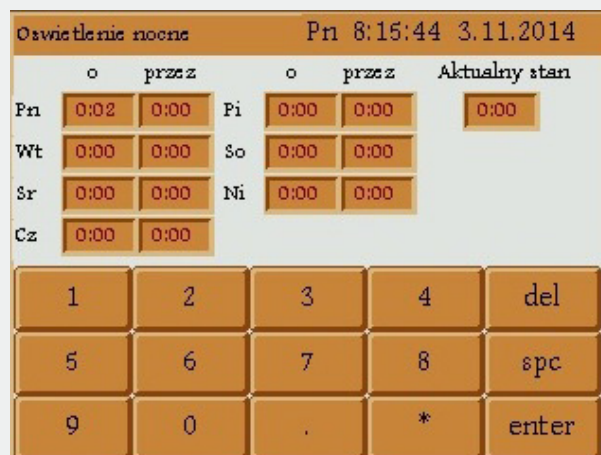 Oswietlenie nocne Pn 8:15:44 3.11.2014
o przez o przez Aktualny stan
Pn 0:02 0:00 Pi 0:00 0:00 0:00
Wt 0:00 0:00 So 0:00 0:00
Sr 0:00 0:00 Ni 0:00 0:00
Cz 0:00 0:00
1 2 3 4 del
5 6 7 8 spc
9 0 . * enter